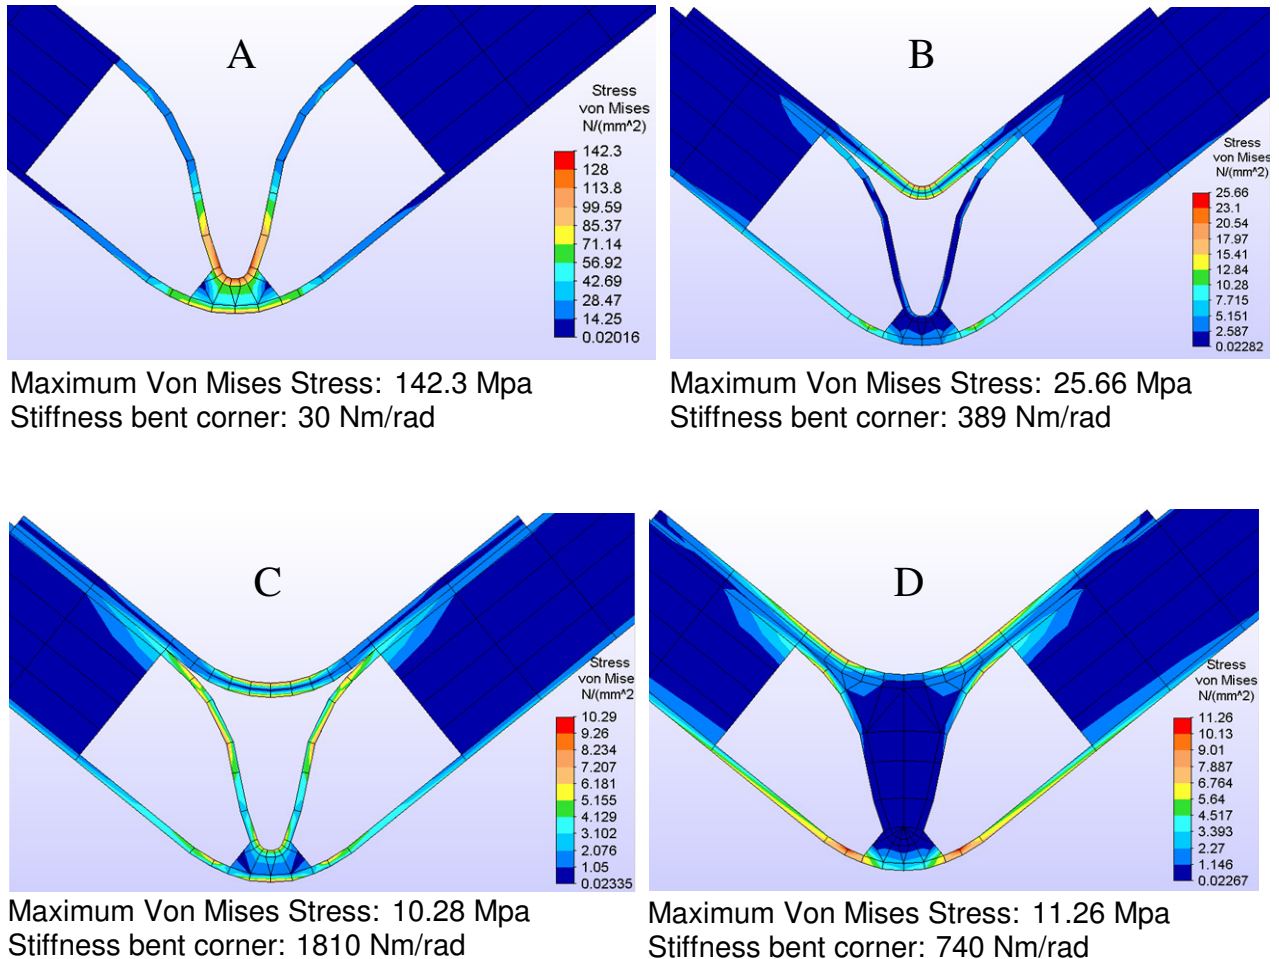 A
Stress
von Mises
N/(mm^2)
142.3
128
113.8
99.59
85.37
71.14
56.92
42.69
28.47
14.25
0.02016
Maximum Von Mises Stress: 142.3 Mpa
Stiffness bent corner: 30 Nm/rad
B
Stress
von Mises
N/(mm^2)
25.66
23.1
20.54
17.97
15.41
12.84
10.28
7.715
5.151
2.587
0.02282
Maximum Von Mises Stress: 25.66 Mpa
Stiffness bent corner: 389 Nm/rad
C
Stress
von Mise
N/(mm^2
10.29
9.26
8.234
7.207
6.181
5.155
4.129
3.102
2.076
1.05
0.02335
Maximum Von Mises Stress: 10.28 Mpa
Stiffness bent corner: 1810 Nm/rad
D
Stress
von Mises
N/(mm^2)
11.26
10.13
9.01
7.887
6.764
5.64
4.517
3.393
2.27
1.146
0.02267
Maximum Von Mises Stress: 11.26 Mpa
Stiffness bent corner: 740 Nm/rad